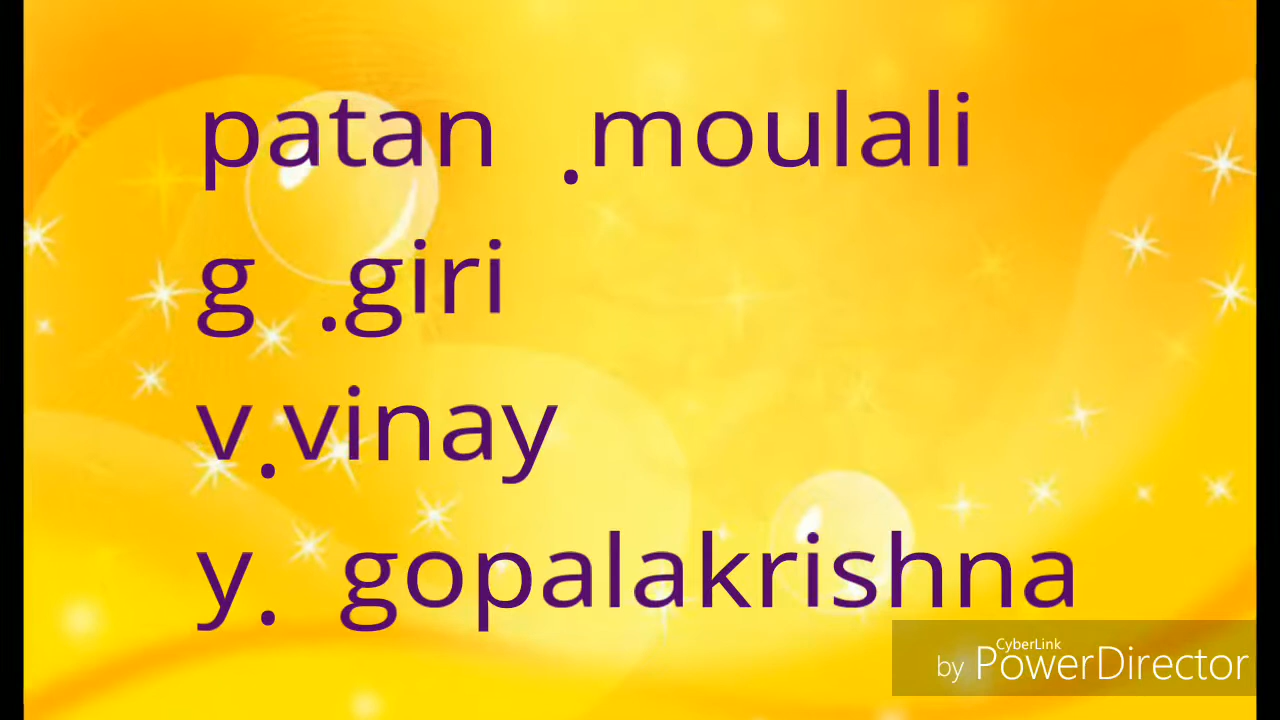 patan .moulali
g .giri
v.vinay
y. gopalakrishna
by CyberLink PowerDirector